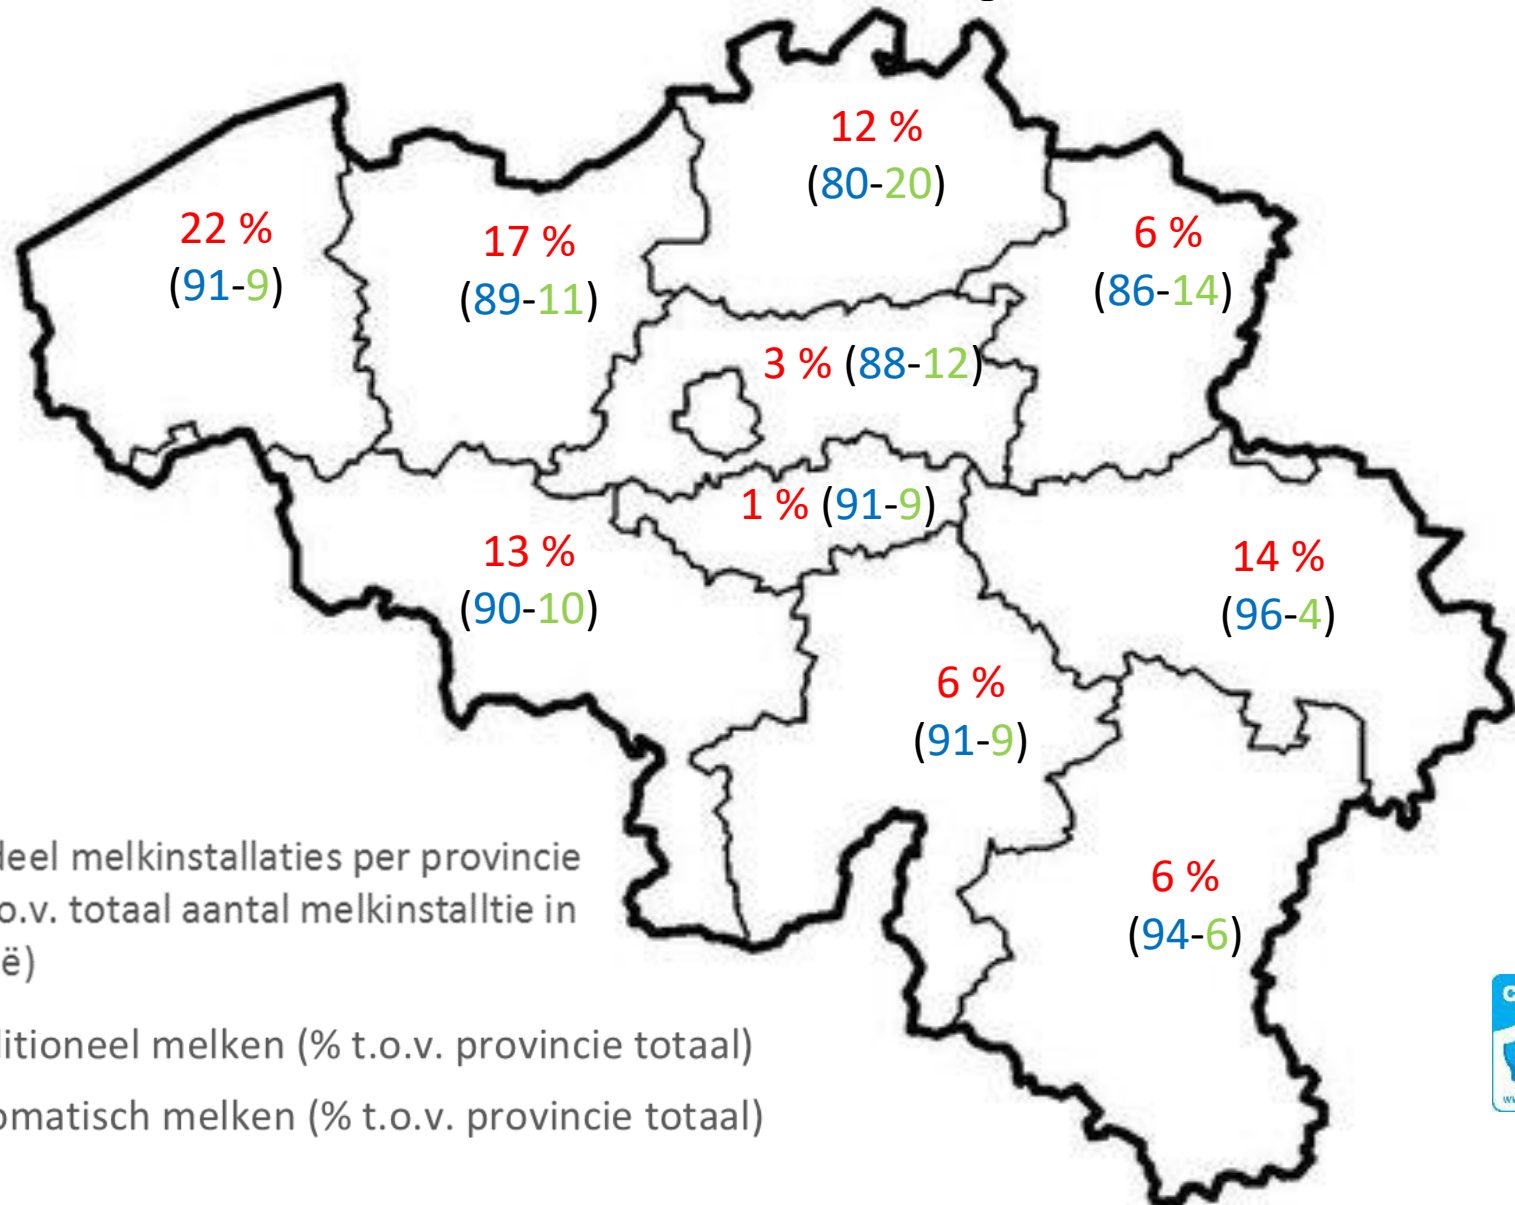 12 %
(80-20)
22 %
(91-9)
17 %
(89-11)
6 %
(86-14)
3 % (88-12)
1 % (91-9)
13 %
(90-10)
14 %
(96-4)
6 %
(91-9)
6 %
(94-6)
deel melkinstallaties per provincie
.o.v. totaal aantal melkinstalltie in
ë)
litioneel melken (% t.o.v. provincie totaal)
omatisch melken (% t.o.v. provincie totaal)